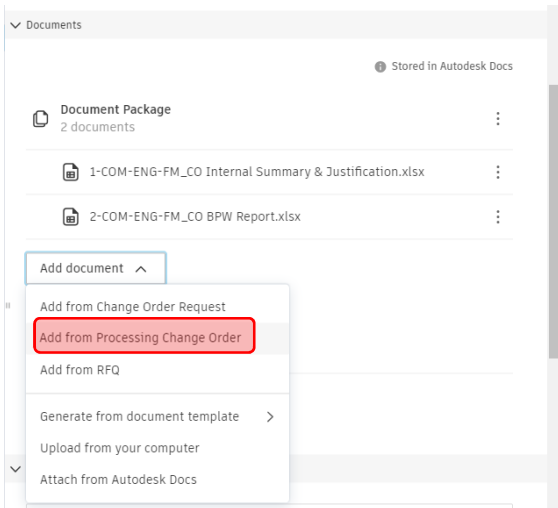 Documents
Stored in Autodesk Docs
Document Package
2 documents
1-COM-ENG-FM_CO Internal Summary & Justification.xlsx
2-COM-ENG-FM_CO BPW Report.xlsx
Add document
Add from Change Order Request
Add from Processing Change Order
Add from RFQ
Generate from document template
Upload from your computer
Attach from Autodesk Docs